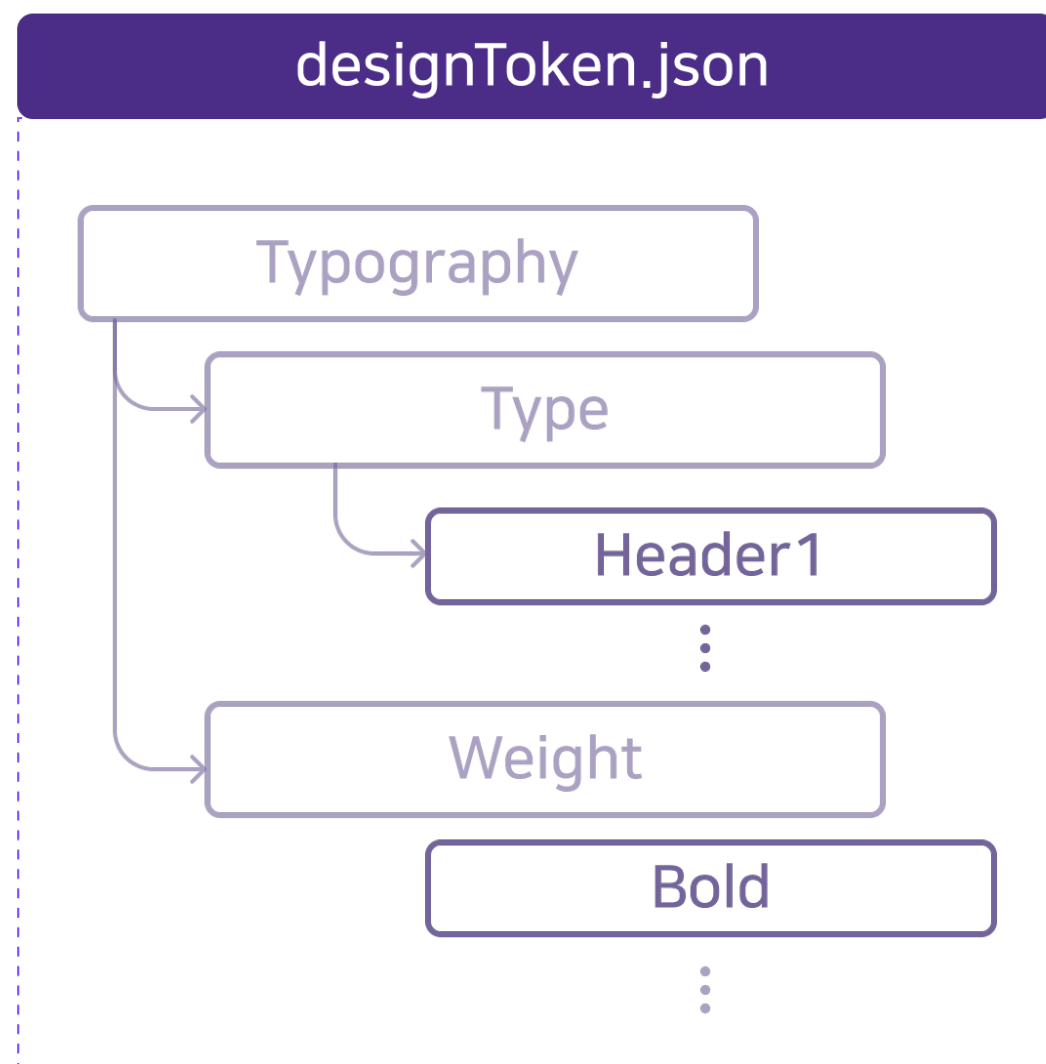 designToken.json
Typography
Type
Header1
Weight
Bold